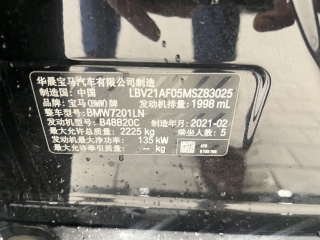 华晨宝马汽车有限公司制造
制造国：中国 LBV21AF05MSZ83025
品牌：宝马(BMW)牌 发动机排量：1998 mL
整车型号：BMW7201LN
发动机型号：B48B20C 制造年月：2021-02
最大允许总质量：2225 kg 乘坐人数：5
发动机最大净功率：135 kW
最大允许牵引总质量： kg